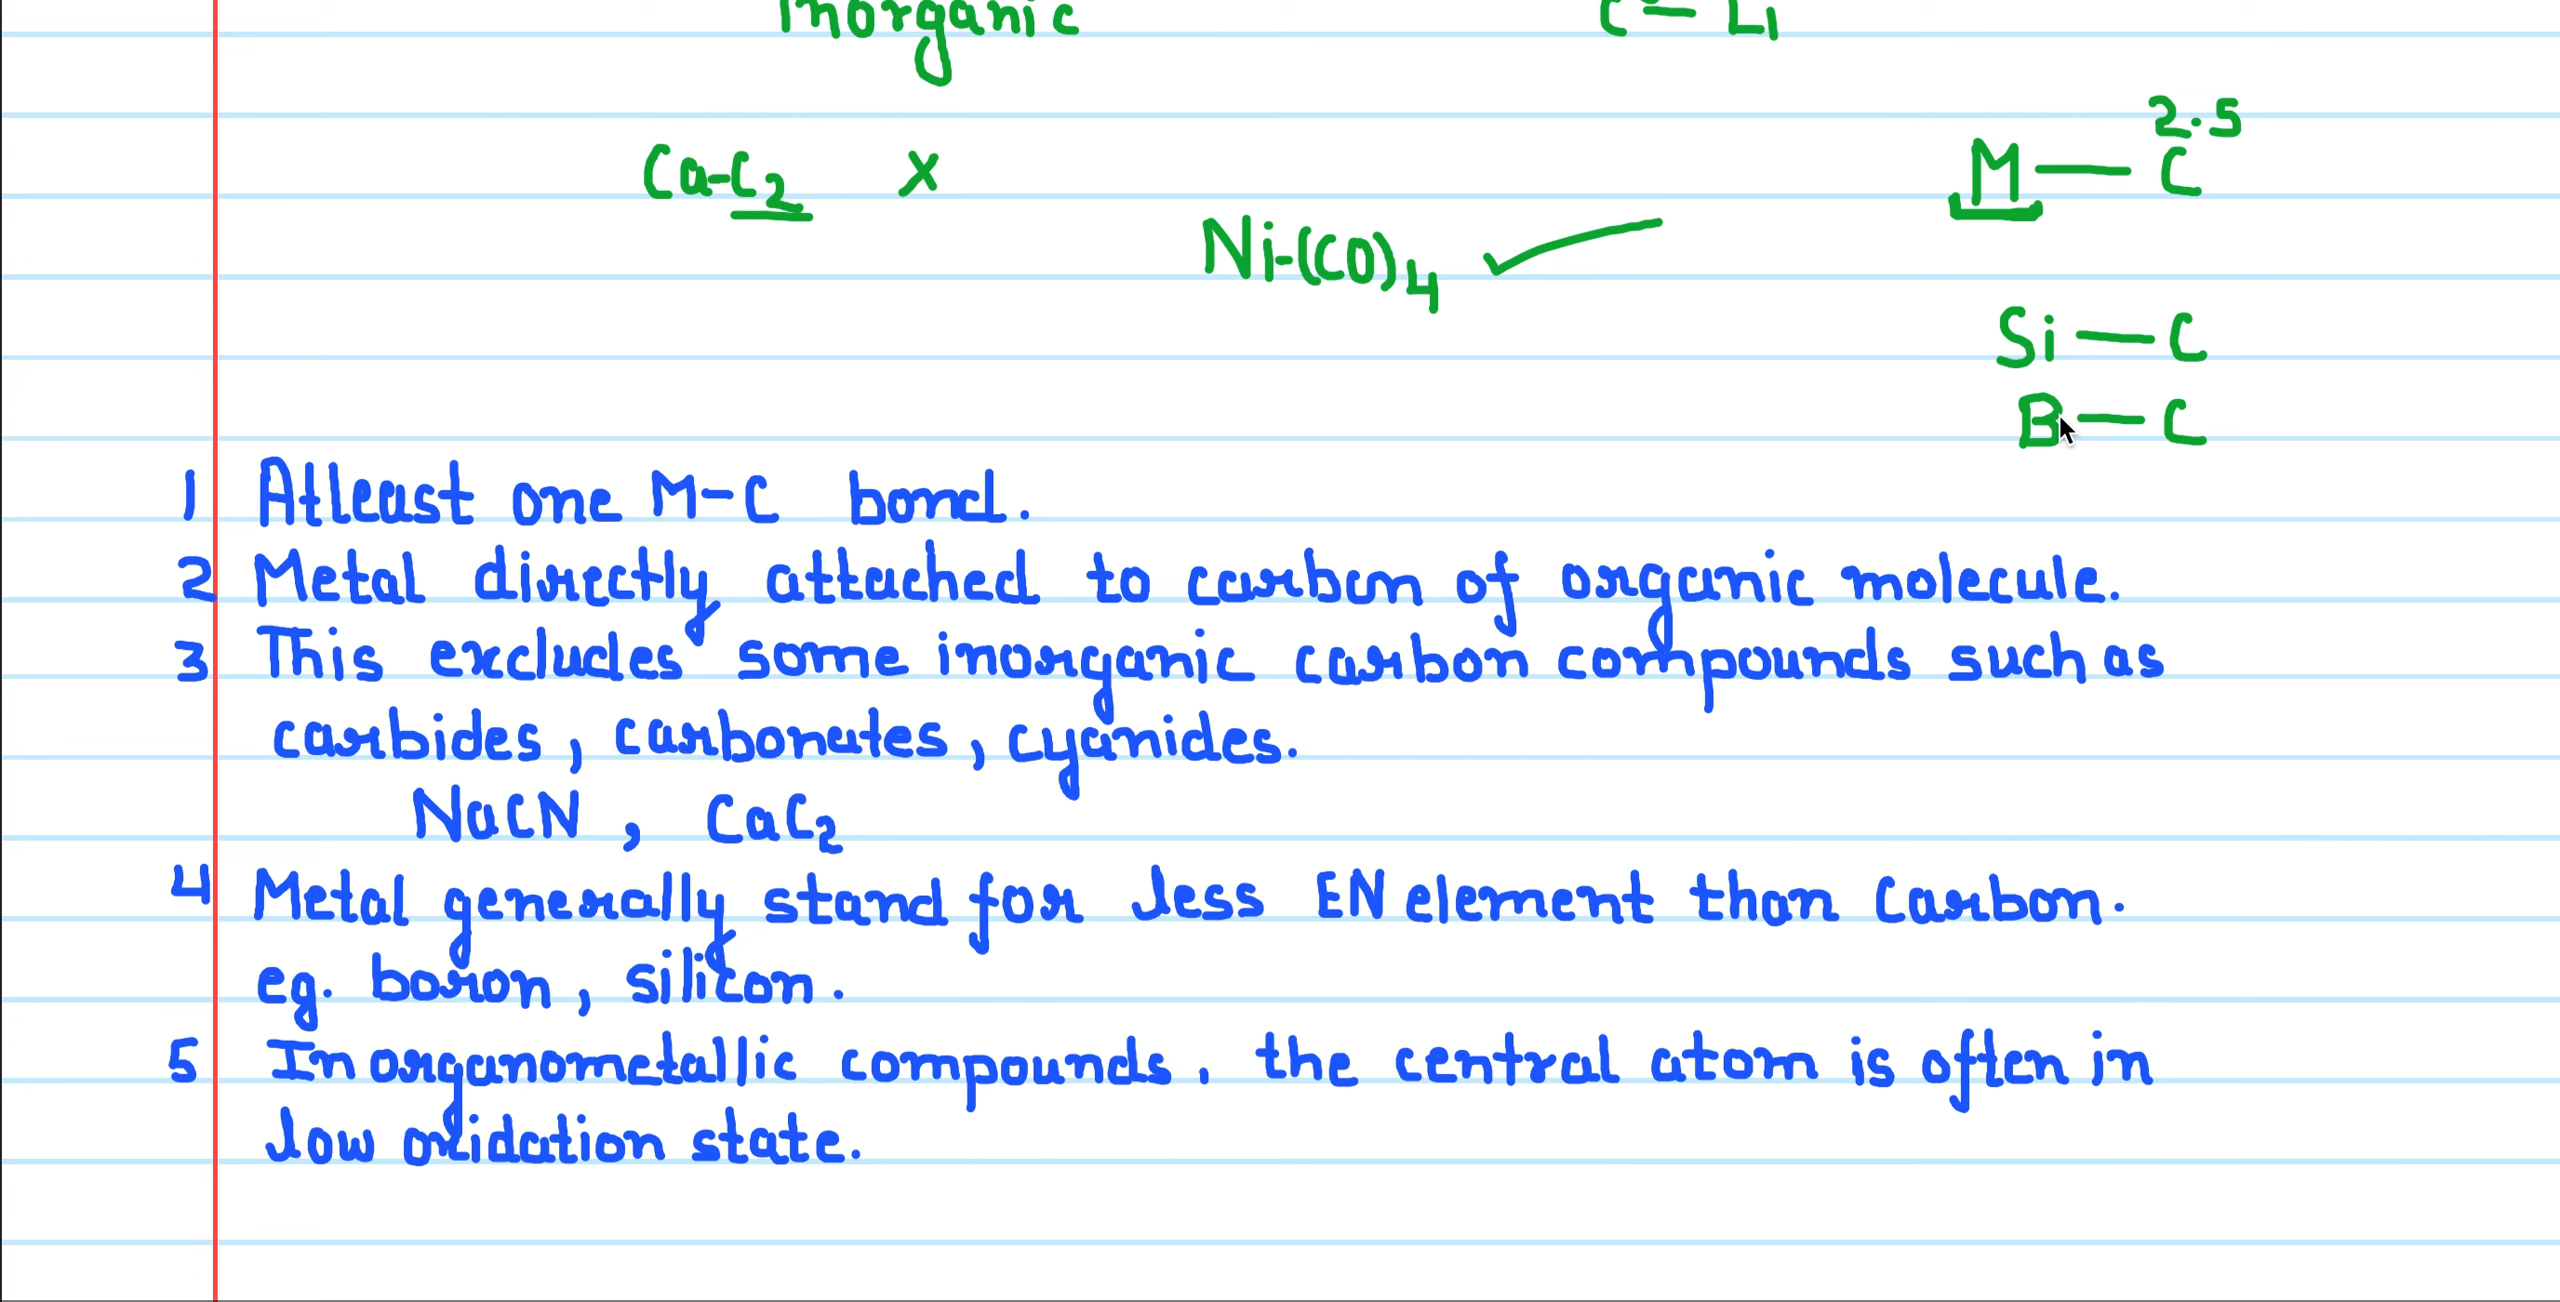 Inorganic C — Li
2.5
Ca-C₂ x M — C
Ni-(CO)₄ ✓
Si — C
B — C
1 Atleast one M-C bond.
2 Metal directly attached to carbon of organic molecule.
3 This excludes some inorganic carbon compounds such as
carbides, carbonates, cyanides.
NaCN, CaC₂
4 Metal generally stand for less EN element than Carbon.
eg. boron, silicon.
5 In organometallic compounds, the central atom is often in
low oxidation state.